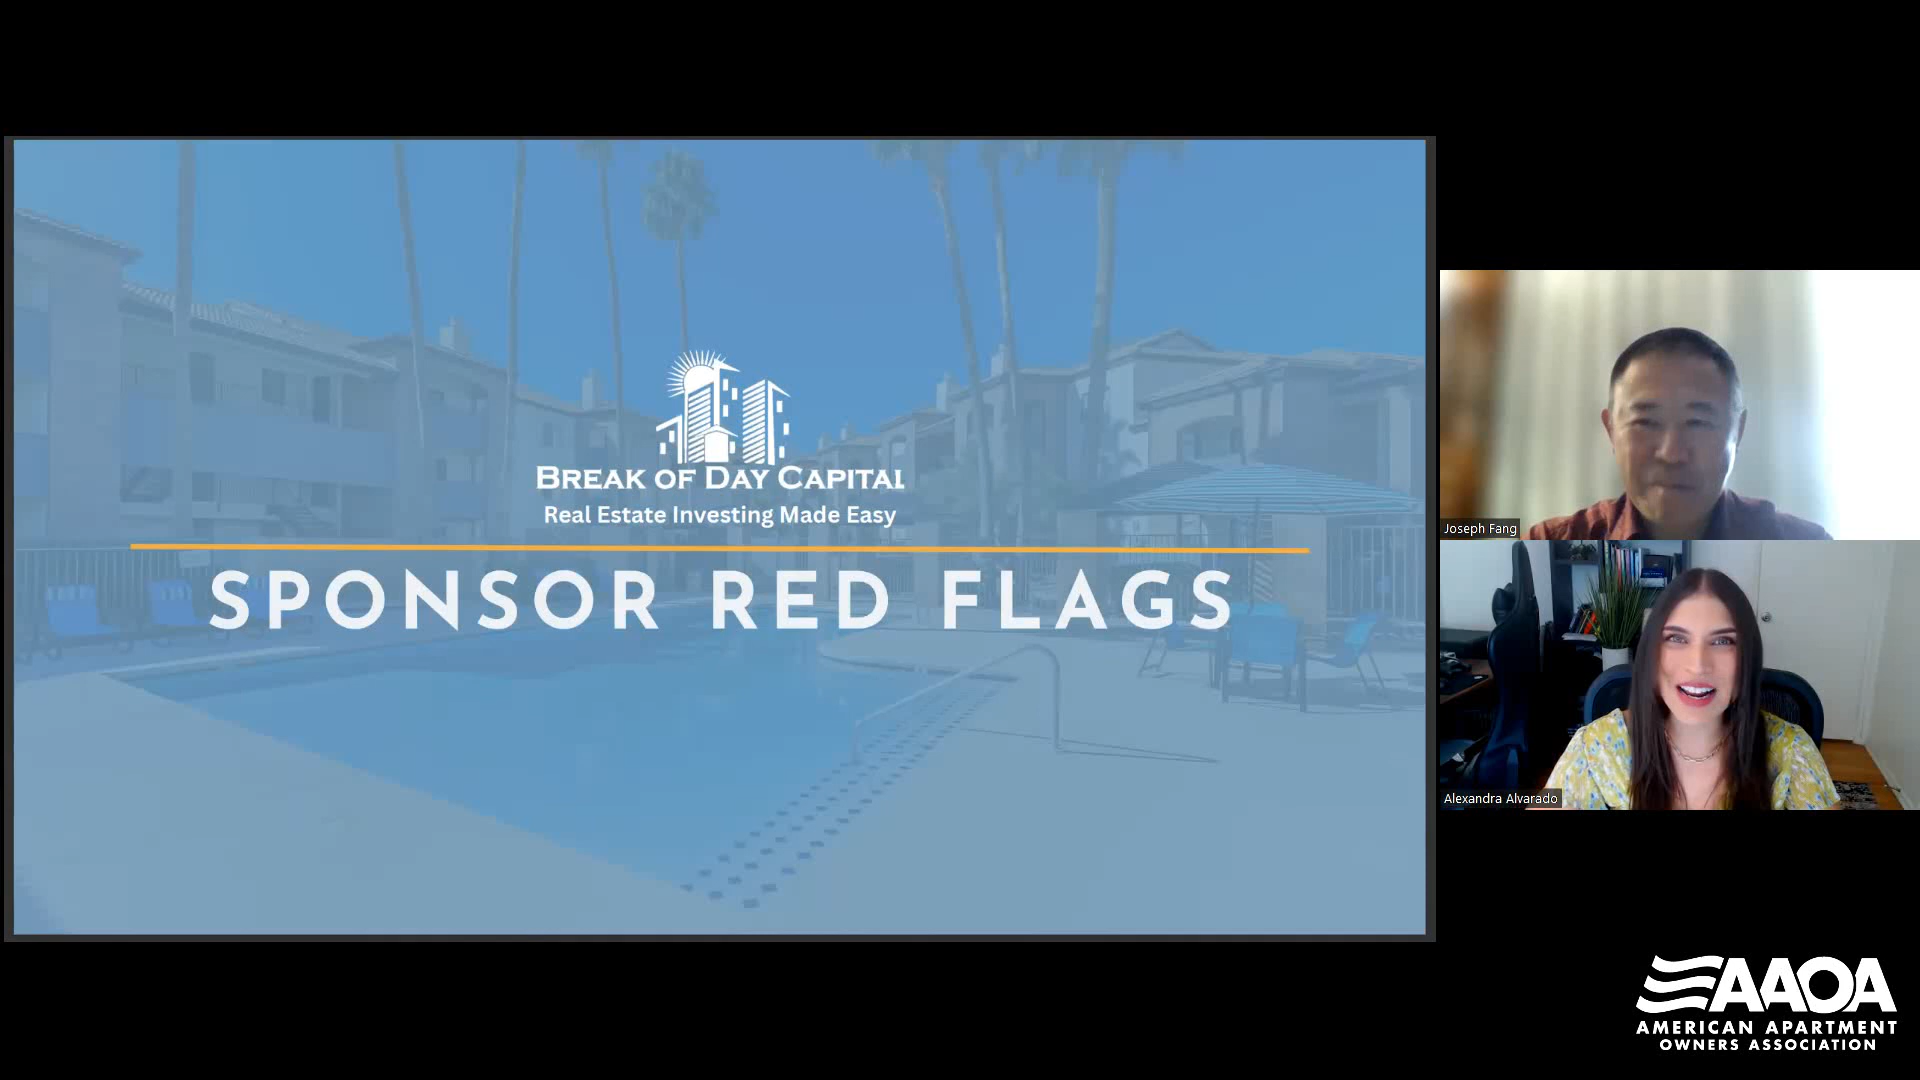 BREAK OF DAY CAPITAL
Real Estate Investing Made Easy
SPONSOR RED FLAGS
Joseph Fang
Alexandra Alvarado
AAOA
AMERICAN APARTMENT
OWNERS ASSOCIATION